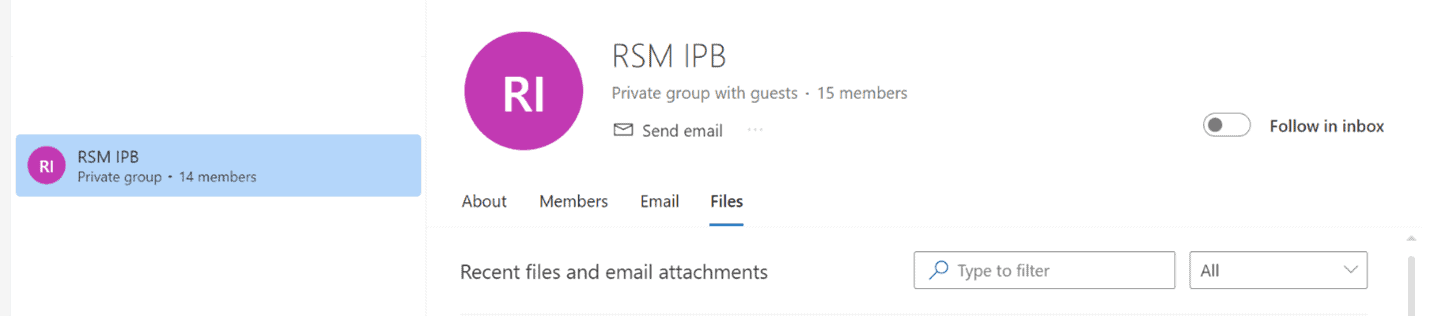 RI
RSM IPB
Private group • 14 members
RI
RSM IPB
Private group with guests • 15 members
Send email ···
Follow in inbox
About Members Email Files
Recent files and email attachments
Type to filter
All